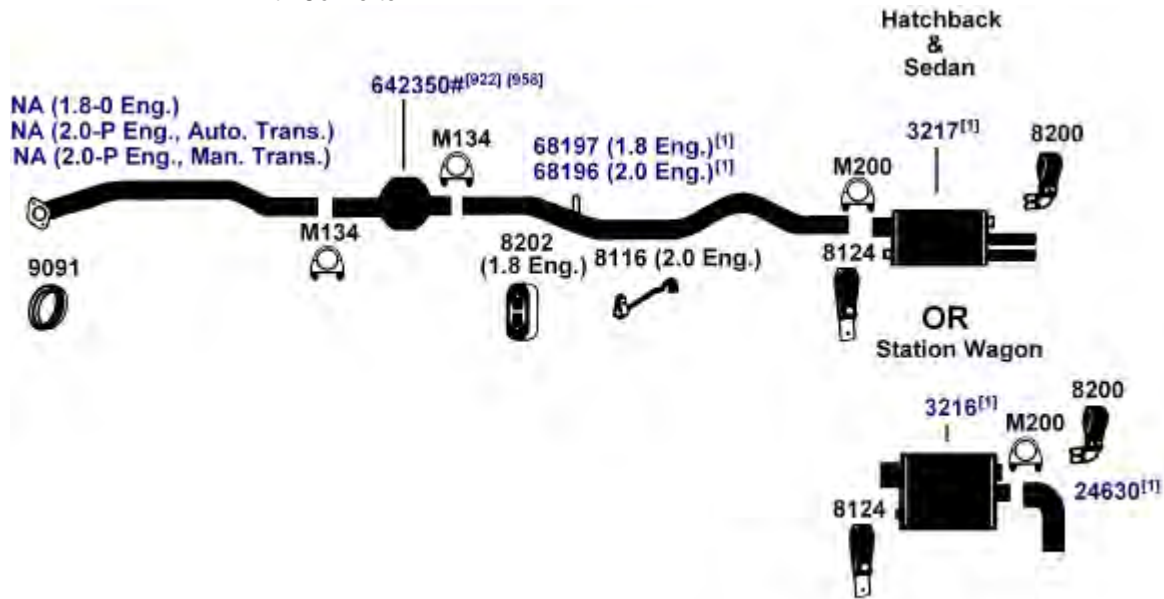 Hatchback
&
Sedan
642350#[922] [958]
NA (1.8-0 Eng.)
NA (2.0-P Eng., Auto. Trans.)
NA (2.0-P Eng., Man. Trans.)
M134
68197 (1.8 Eng.)[1]
68196 (2.0 Eng.)[1]
3217[1]
8200
M200
M134
9091
8202
(1.8 Eng.)
8116 (2.0 Eng.)
8124
OR
Station Wagon
3216[1]
8200
M200
24630[1]
8124